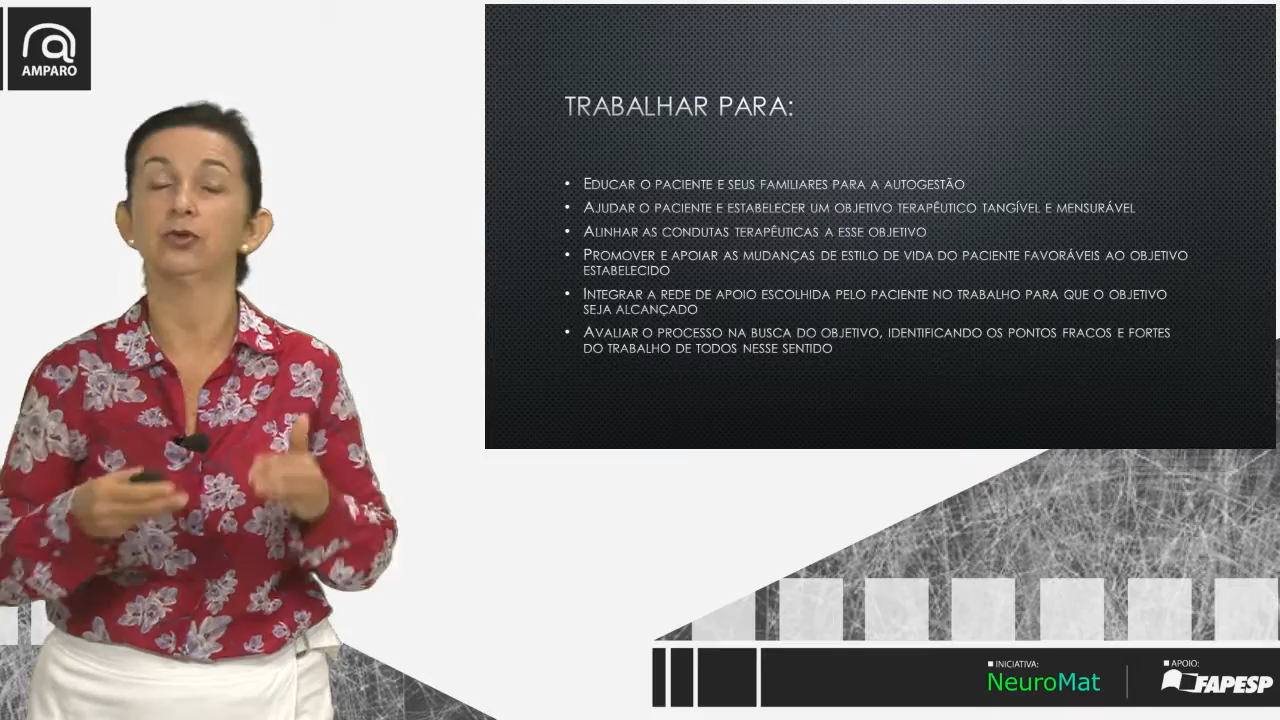 AMPARO
TRABALHAR PARA:
• EDUCAR O PACIENTE E SEUS FAMILIARES PARA A AUTOGESTÃO
• AJUDAR O PACIENTE E ESTABELECER UM OBJETIVO TERAPÊUTICO TANGÍVEL E MENSURÁVEL
• ALINHAR AS CONDUTAS TERAPÊUTICAS A ESSE OBJETIVO
• PROMOVER E APOIAR AS MUDANÇAS DE ESTILO DE VIDA DO PACIENTE FAVORÁVEIS AO OBJETIVO
ESTABELECIDO
• INTEGRAR A REDE DE APOIO ESCOLHIDA PELO PACIENTE NO TRABALHO PARA QUE O OBJETIVO
SEJA ALCANÇADO
• AVALIAR O PROCESSO NA BUSCA DO OBJETIVO, IDENTIFICANDO OS PONTOS FRACOS E FORTES
DO TRABALHO DE TODOS NESSE SENTIDO
INICIATIVA:
NeuroMat
APOIO:
FAPESP